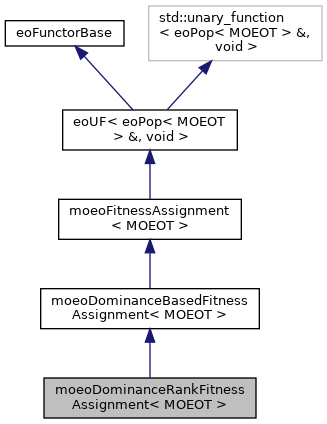 eoFunctorBase
std::unary_function
< eoPop< MOEOT > &,
void >
eoUF< eoPop< MOEOT
> &, void >
moeoFitnessAssignment
< MOEOT >
moeoDominanceBasedFitness
Assignment< MOEOT >
moeoDominanceRankFitness
Assignment< MOEOT >